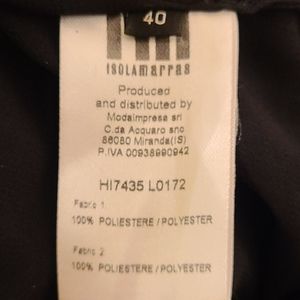 40
ISOLAmarras
Produced
and distributed by
Modaimpresa srl
C.da Acquaro snc
86080 Miranda(IS)
P.IVA 00938990942
HI7435 L0172
Fabric 1
100% POLIESTERE/POLYESTER
Fabric 2
100% POLIESTERE/POLYESTER